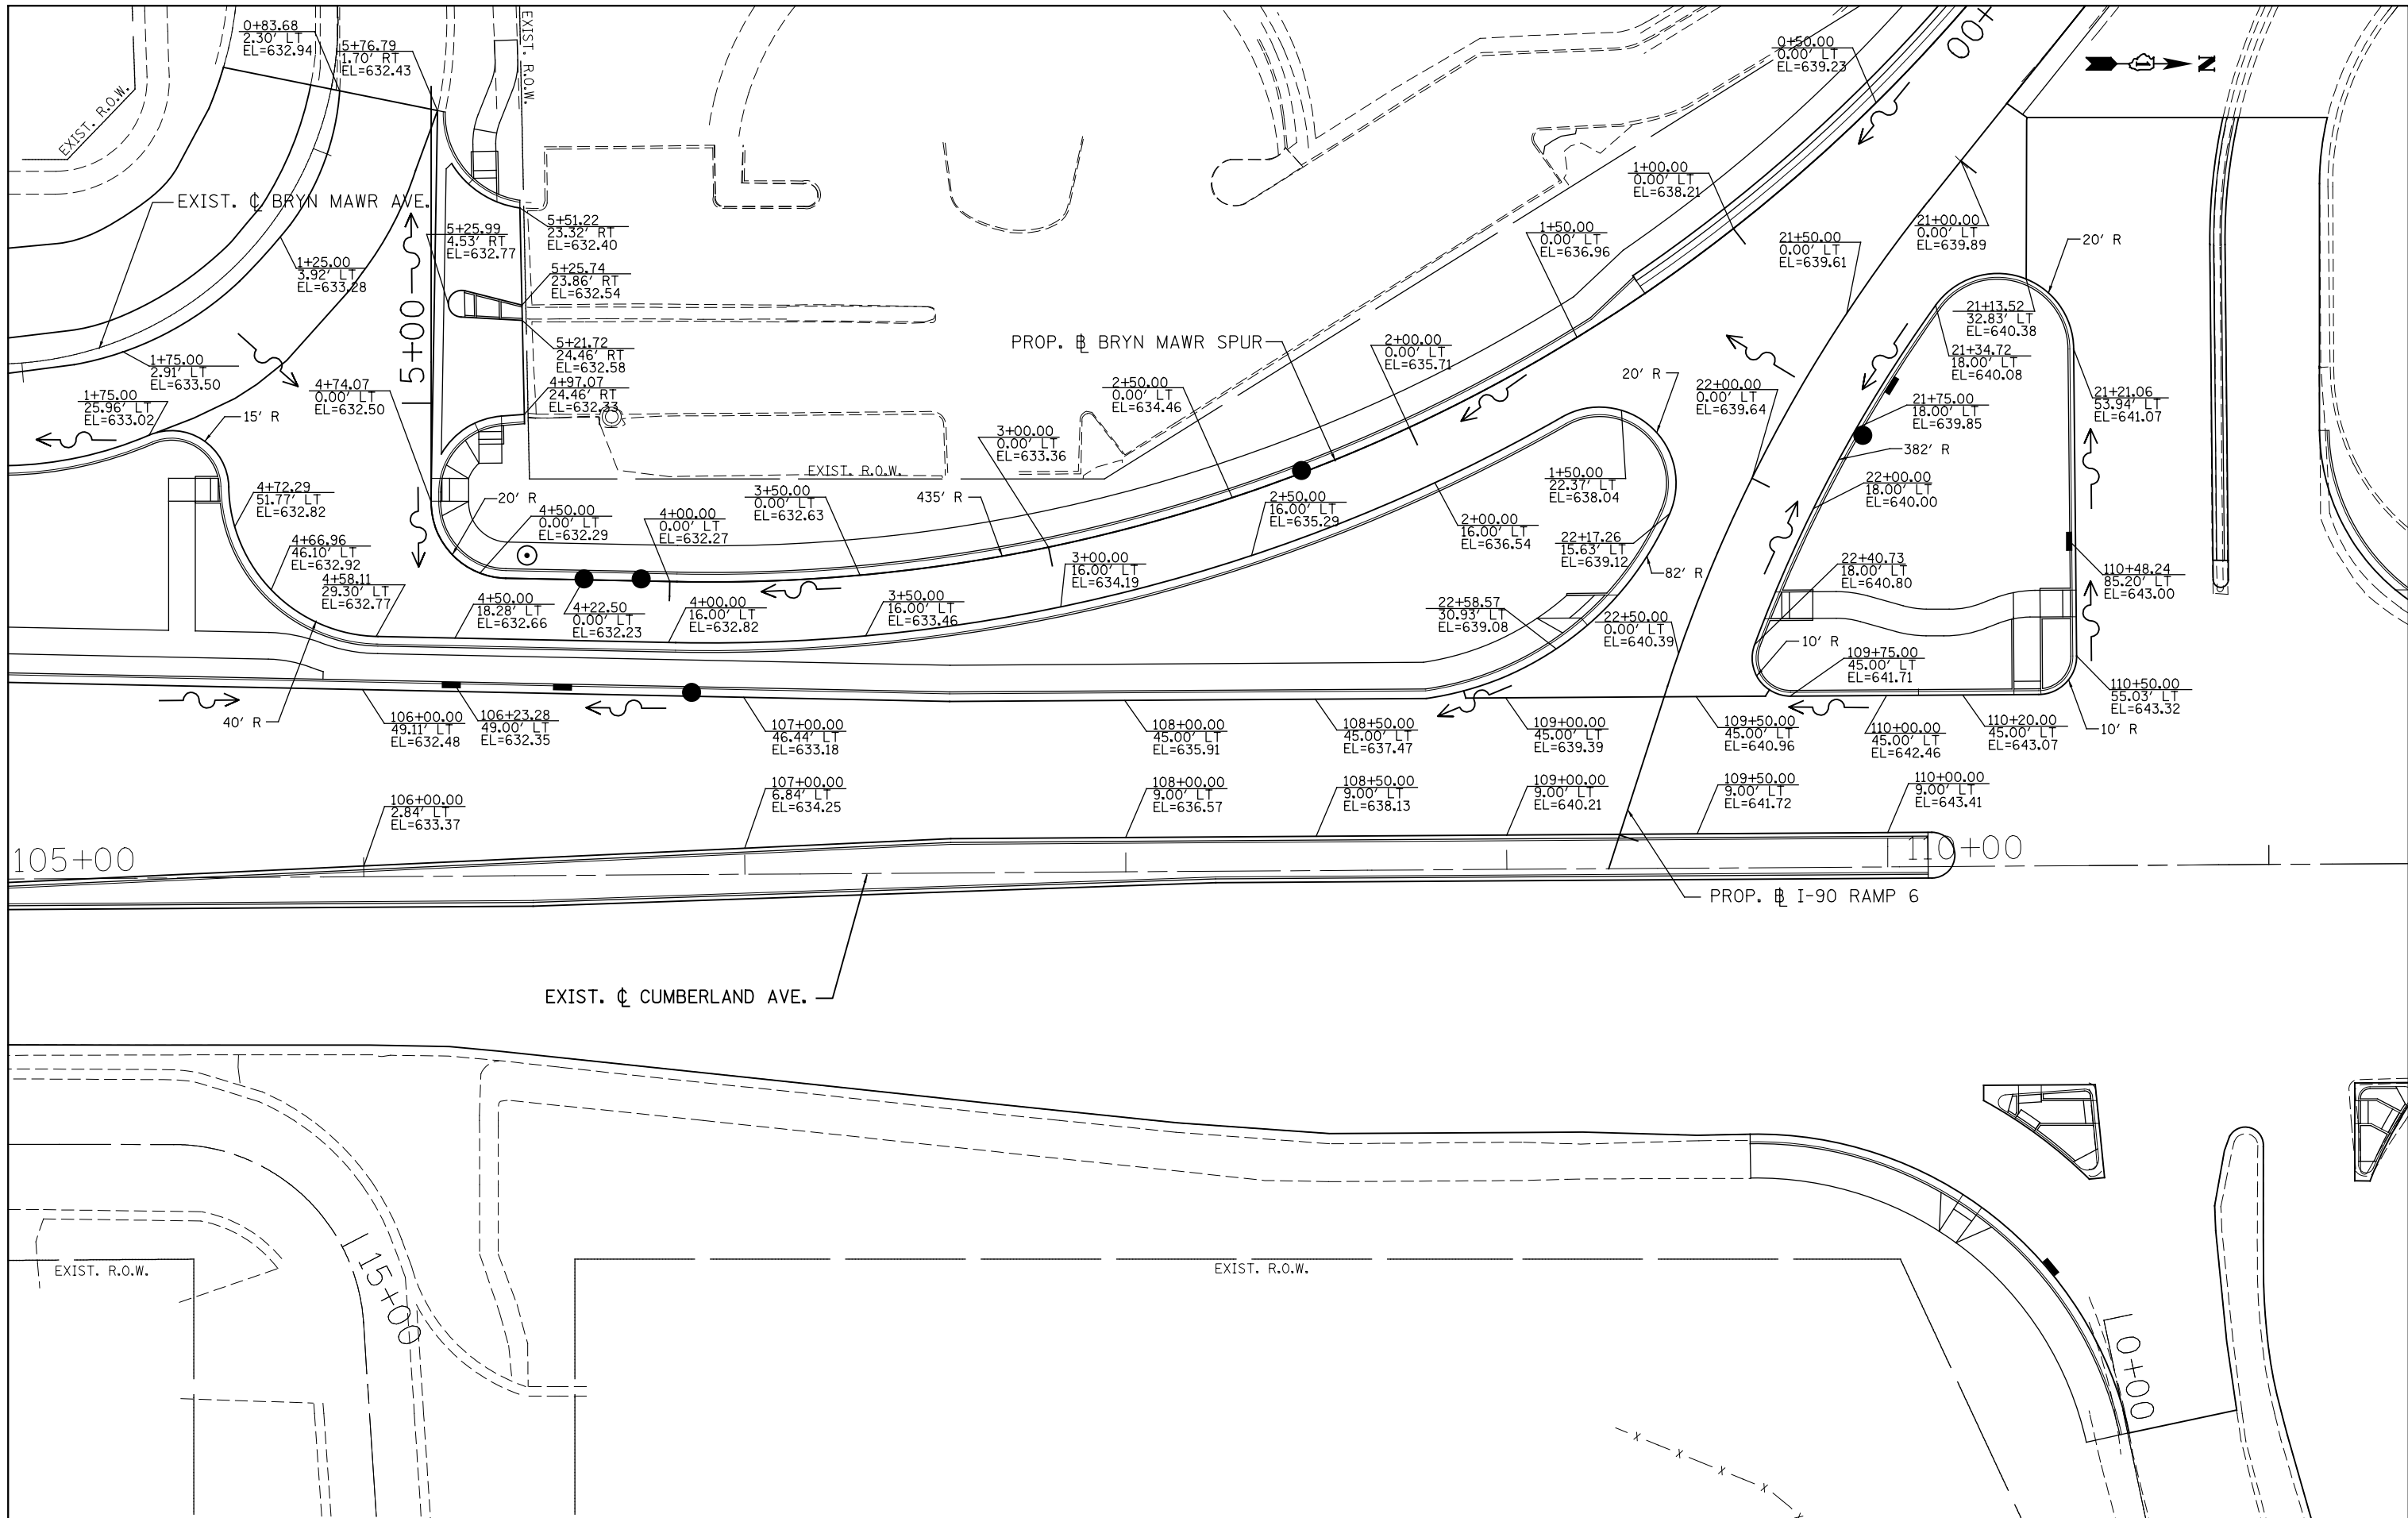 0+83.68
2.30' LT
EL=632.94
5+76.79
1.70' RT
EL=632.43
EXIST. R.O.W.
EXIST. R.O.W.
0+50.00
0.00' LT
EL=639.23
N
EXIST. ℄ BRYN MAWR AVE.
5+00
5+25.99
4.53' RT
EL=632.77
5+51.22
23.32' RT
EL=632.40
5+25.74
23.86' RT
EL=632.54
1+25.00
3.92' LT
EL=633.28
1+00.00
0.00' LT
EL=638.21
1+50.00
0.00' LT
EL=636.96
21+50.00
0.00' LT
EL=639.61
21+00.00
0.00' LT
EL=639.89
20' R
21+13.52
32.83' LT
EL=640.38
5+21.72
24.46' RT
EL=632.58
PROP. ⅊ BRYN MAWR SPUR
2+00.00
0.00' LT
EL=635.71
21+34.72
18.00' LT
EL=640.08
1+75.00
2.91' LT
EL=633.50
4+74.07
0.00' LT
EL=632.50
4+97.07
24.46' RT
EL=632.33
2+50.00
0.00' LT
EL=634.46
20' R
22+00.00
0.00' LT
EL=639.64
21+75.00
18.00' LT
EL=639.85
21+21.06
53.94' LT
EL=641.07
1+75.00
25.96' LT
EL=633.02
15' R
3+00.00
0.00' LT
EL=633.36
382' R
EXIST. R.O.W.
1+50.00
22.37' LT
EL=638.04
22+00.00
18.00' LT
EL=640.00
4+72.29
51.77' LT
EL=632.82
20' R
4+50.00
0.00' LT
EL=632.29
3+50.00
0.00' LT
EL=632.63
435' R
2+50.00
16.00' LT
EL=635.29
4+00.00
0.00' LT
EL=632.27
2+00.00
16.00' LT
EL=636.54
22+17.26
15.63' LT
EL=639.12
4+66.96
46.10' LT
EL=632.92
3+00.00
16.00' LT
EL=634.19
82' R
22+40.73
18.00' LT
EL=640.80
110+48.24
85.20' LT
EL=643.00
4+58.11
29.30' LT
EL=632.77
4+50.00
18.28' LT
EL=632.66
4+22.50
0.00' LT
EL=632.23
4+00.00
16.00' LT
EL=632.82
3+50.00
16.00' LT
EL=633.46
22+58.57
30.93' LT
EL=639.08
22+50.00
0.00' LT
EL=640.39
10' R
109+75.00
45.00' LT
EL=641.71
110+50.00
55.03' LT
EL=643.32
40' R
106+00.00
49.11' LT
EL=632.48
106+23.28
49.00' LT
EL=632.35
107+00.00
46.44' LT
EL=633.18
108+00.00
45.00' LT
EL=635.91
108+50.00
45.00' LT
EL=637.47
109+00.00
45.00' LT
EL=639.39
109+50.00
45.00' LT
EL=640.96
110+00.00
45.00' LT
EL=642.46
110+20.00
45.00' LT
EL=643.07
10' R
106+00.00
2.84' LT
EL=633.37
107+00.00
6.84' LT
EL=634.25
108+00.00
9.00' LT
EL=636.57
108+50.00
9.00' LT
EL=638.13
109+00.00
9.00' LT
EL=640.21
109+50.00
9.00' LT
EL=641.72
110+00.00
9.00' LT
EL=643.41
105+00
110+00
PROP. ⅊ I-90 RAMP 6
EXIST. ℄ CUMBERLAND AVE.
EXIST. R.O.W.
15+00
EXIST. R.O.W.
0+00